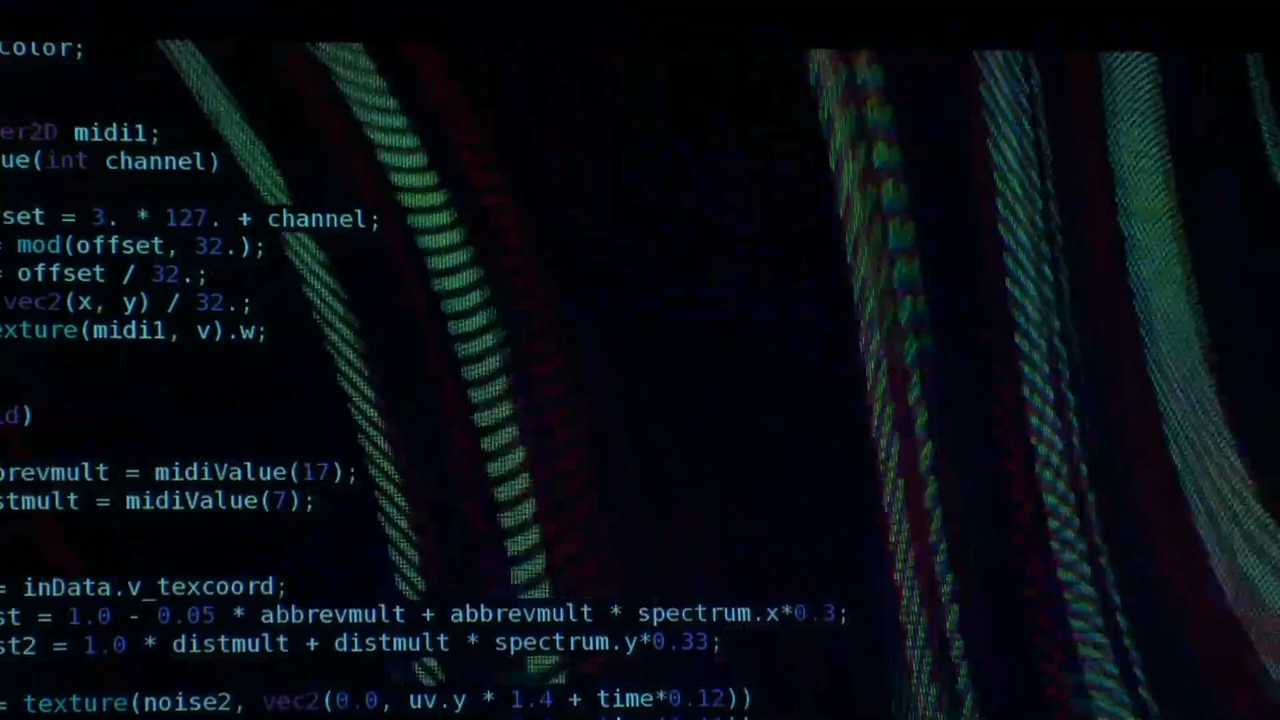 color;
er2D midi1;
ue(int channel)
set = 3. * 127. + channel;
= mod(offset, 32.);
= offset / 32.;
vec2(x, y) / 32.;
exture(midi1, v).w;
id)
brevmult = midiValue(17);
stmult = midiValue(7);
= inData.v_texcoord;
st = 1.0 - 0.05 * abbrevmult + abbrevmult * spectrum.x*0.3;
st2 = 1.0 * distmult + distmult * spectrum.y*0.33;
= texture(noise2, vec2(0.0, uv.y * 1.4 + time*0.12))